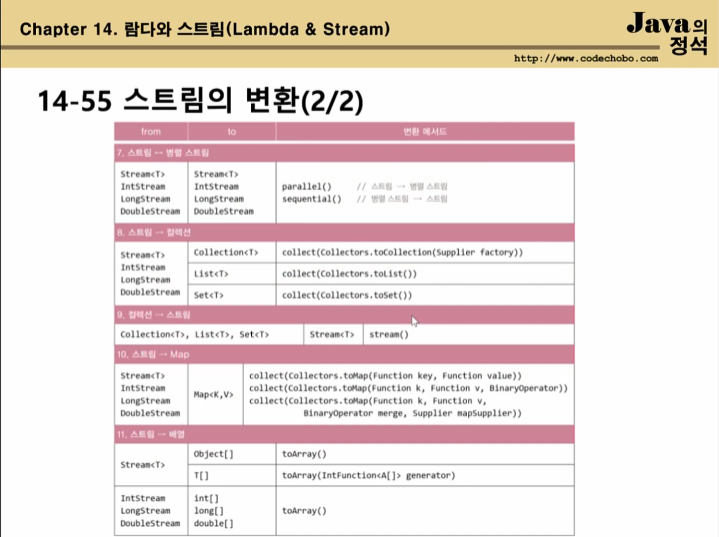 Chapter 14. 람다와 스트림(Lambda & Stream)
Java의
정석
http://www.codechobo.com
14-55 스트림의 변환(2/2)
from to 변환 메서드
7. 스트림 ↔ 병렬 스트림
Stream<T> Stream<T>
IntStream IntStream parallel() // 스트림 → 병렬 스트림
LongStream LongStream sequential() // 병렬 스트림 → 스트림
DoubleStream DoubleStream
8. 스트림 → 컬렉션
Stream<T>
IntStream
LongStream
DoubleStream
Collection<T> collect(Collectors.toCollection(Supplier factory))
List<T> collect(Collectors.toList())
Set<T> collect(Collectors.toSet())
9. 컬렉션 → 스트림
Collection<T>, List<T>, Set<T> Stream<T> stream()
10. 스트림 → Map
Stream<T>
IntStream
LongStream
DoubleStream
Map<K,V>
collect(Collectors.toMap(Function key, Function value))
collect(Collectors.toMap(Function k, Function v, BinaryOperator))
collect(Collectors.toMap(Function k, Function v,
BinaryOperator merge, Supplier mapSupplier))
11. 스트림 → 배열
Stream<T>
Object[] toArray()
T[] toArray(IntFunction<A[]> generator)
IntStream int[]
LongStream long[] toArray()
DoubleStream double[]